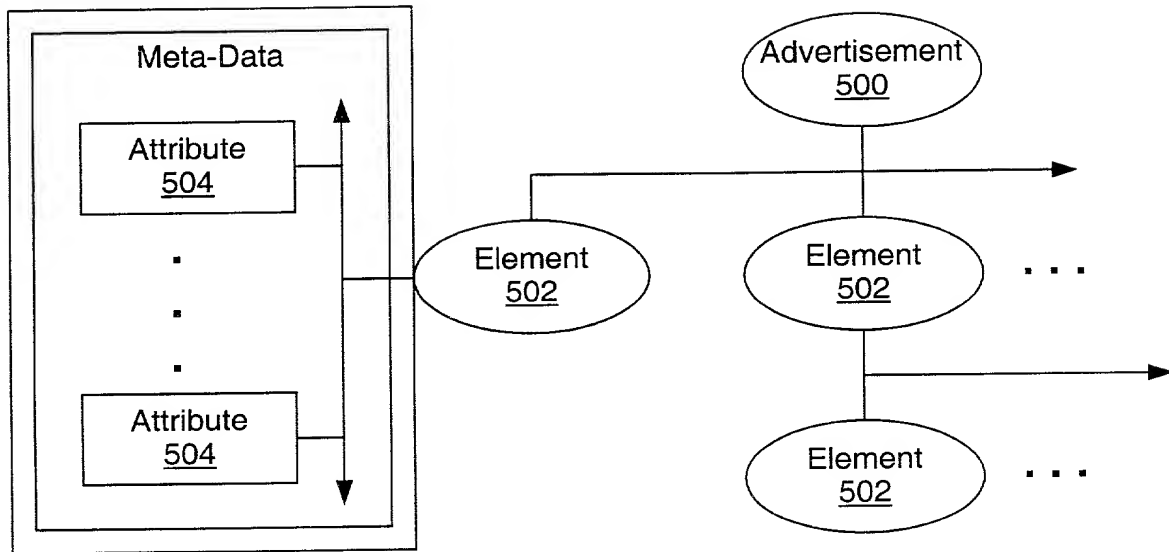 Meta-Data
Attribute
504
Attribute
504
Element
502
Advertisement
500
Element
502
Element
502